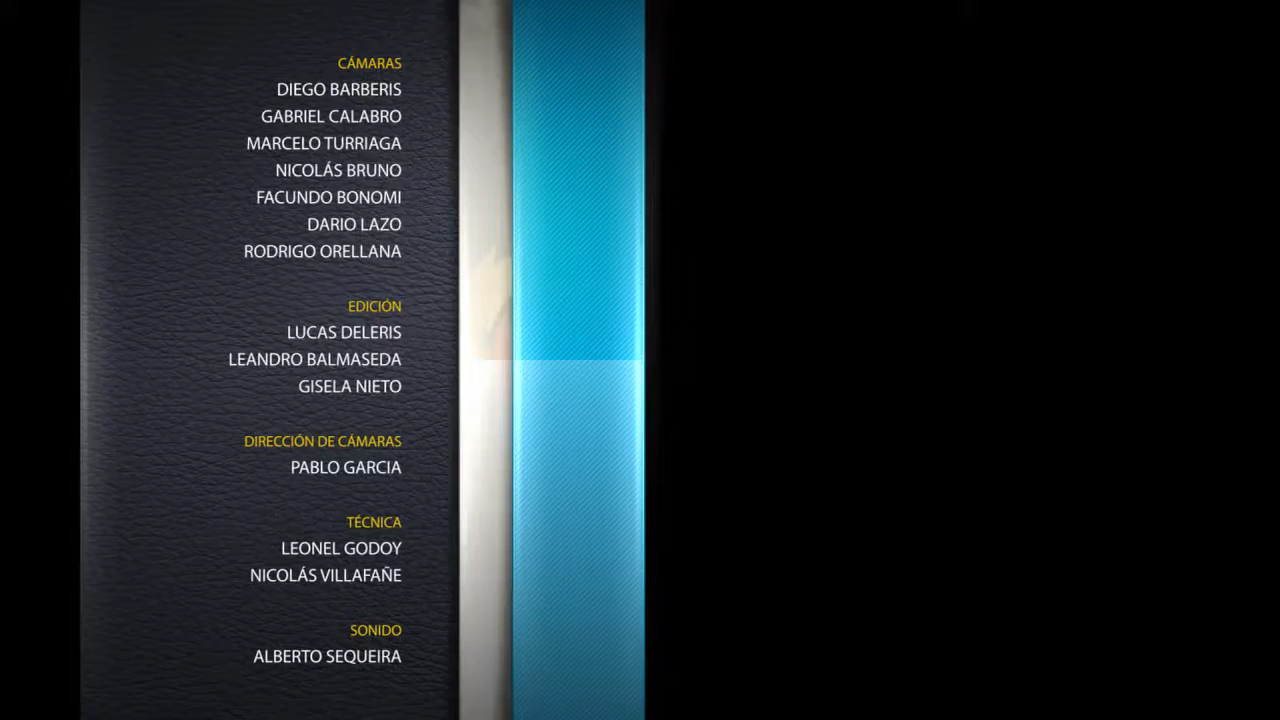 CÁMARAS
DIEGO BARBERIS
GABRIEL CALABRO
MARCELO TURRIAGA
NICOLÁS BRUNO
FACUNDO BONOMI
DARIO LAZO
RODRIGO ORELLANA
EDICIÓN
LUCAS DELERIS
LEANDRO BALMASEDA
GISELA NIETO
DIRECCIÓN DE CÁMARAS
PABLO GARCIA
TÉCNICA
LEONEL GODOY
NICOLÁS VILLAFAÑE
SONIDO
ALBERTO SEQUEIRA